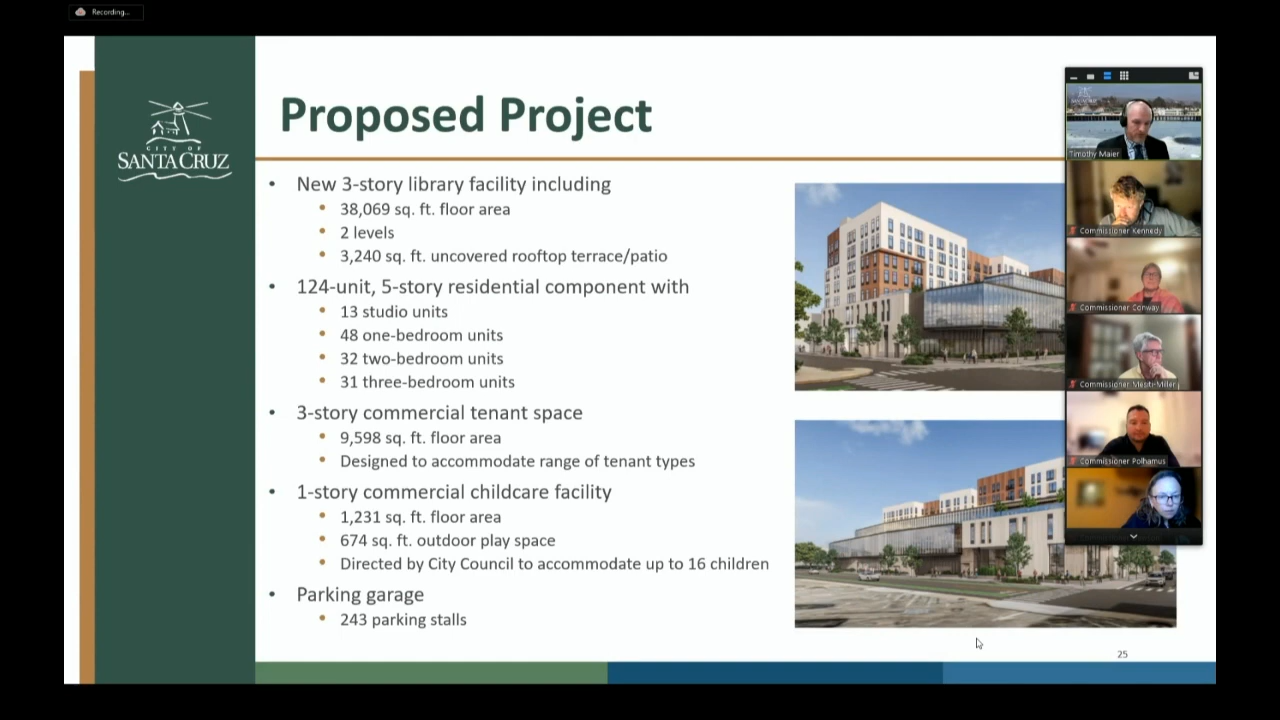 Recording...
CITY OF
SANTA CRUZ
Proposed Project
• New 3-story library facility including
• 38,069 sq. ft. floor area
• 2 levels
• 3,240 sq. ft. uncovered rooftop terrace/patio
• 124-unit, 5-story residential component with
• 13 studio units
• 48 one-bedroom units
• 32 two-bedroom units
• 31 three-bedroom units
• 3-story commercial tenant space
• 9,598 sq. ft. floor area
• Designed to accommodate range of tenant types
• 1-story commercial childcare facility
• 1,231 sq. ft. floor area
• 674 sq. ft. outdoor play space
• Directed by City Council to accommodate up to 16 children
• Parking garage
• 243 parking stalls
Timothy Maier
Commissioner Kennedy
Commissioner Conway
Commissioner Mesiti-Miller
Commissioner Polhamus
25